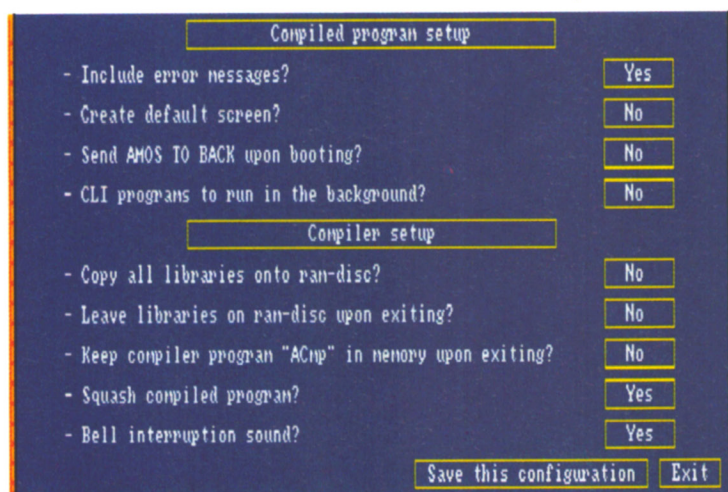 Compiled program setup
- Include error messages? Yes
- Create default screen? No
- Send AMOS TO BACK upon booting? No
- CLI programs to run in the background? No
Compiler setup
- Copy all libraries onto ram-disc? No
- Leave libraries on ram-disc upon exiting? No
- Keep compiler program "ACmp" in memory upon exiting? No
- Squash compiled program? Yes
- Bell interruption sound? Yes
Save this configuration Exit